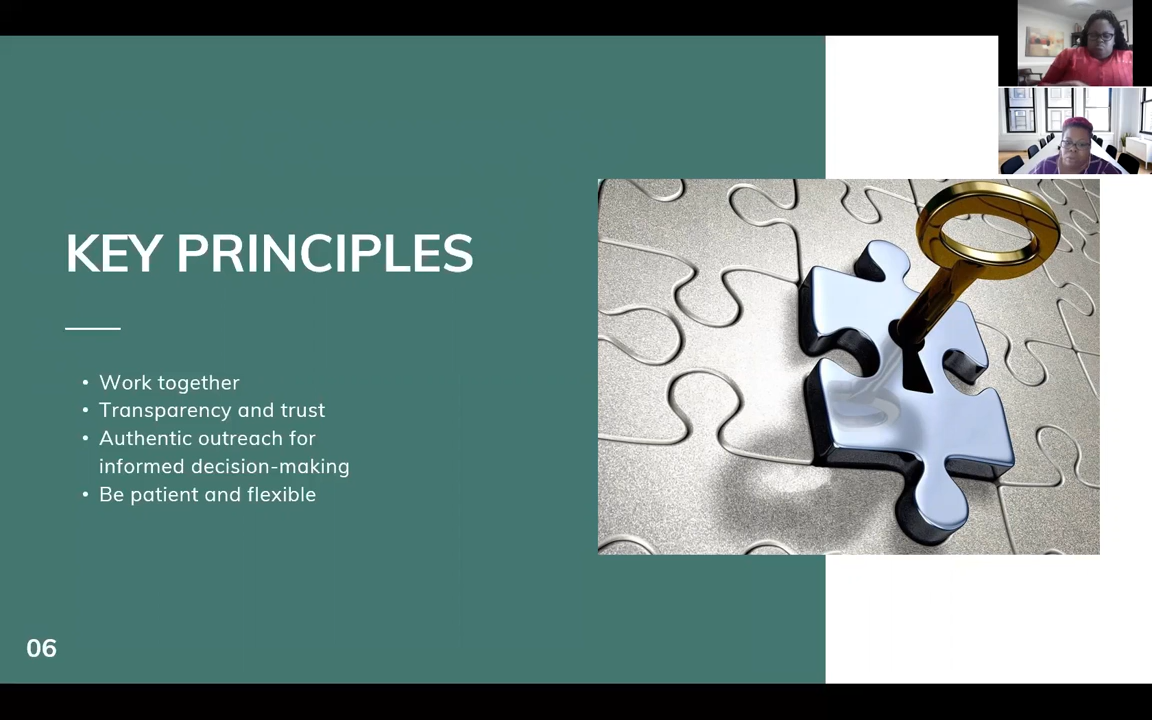 KEY PRINCIPLES
• Work together
• Transparency and trust
• Authentic outreach for
informed decision-making
• Be patient and flexible
06